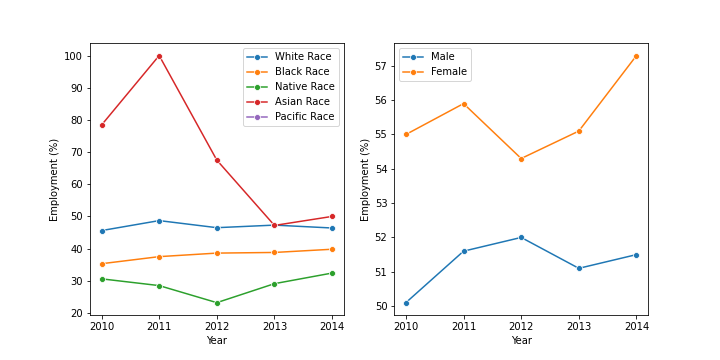 100
90
80
70
60
50
40
30
20
Employment (%)
2010 2011 2012 2013 2014
Year
White Race
Black Race
Native Race
Asian Race
Pacific Race
57
56
55
54
53
52
51
50
Employment (%)
2010 2011 2012 2013 2014
Year
Male
Female